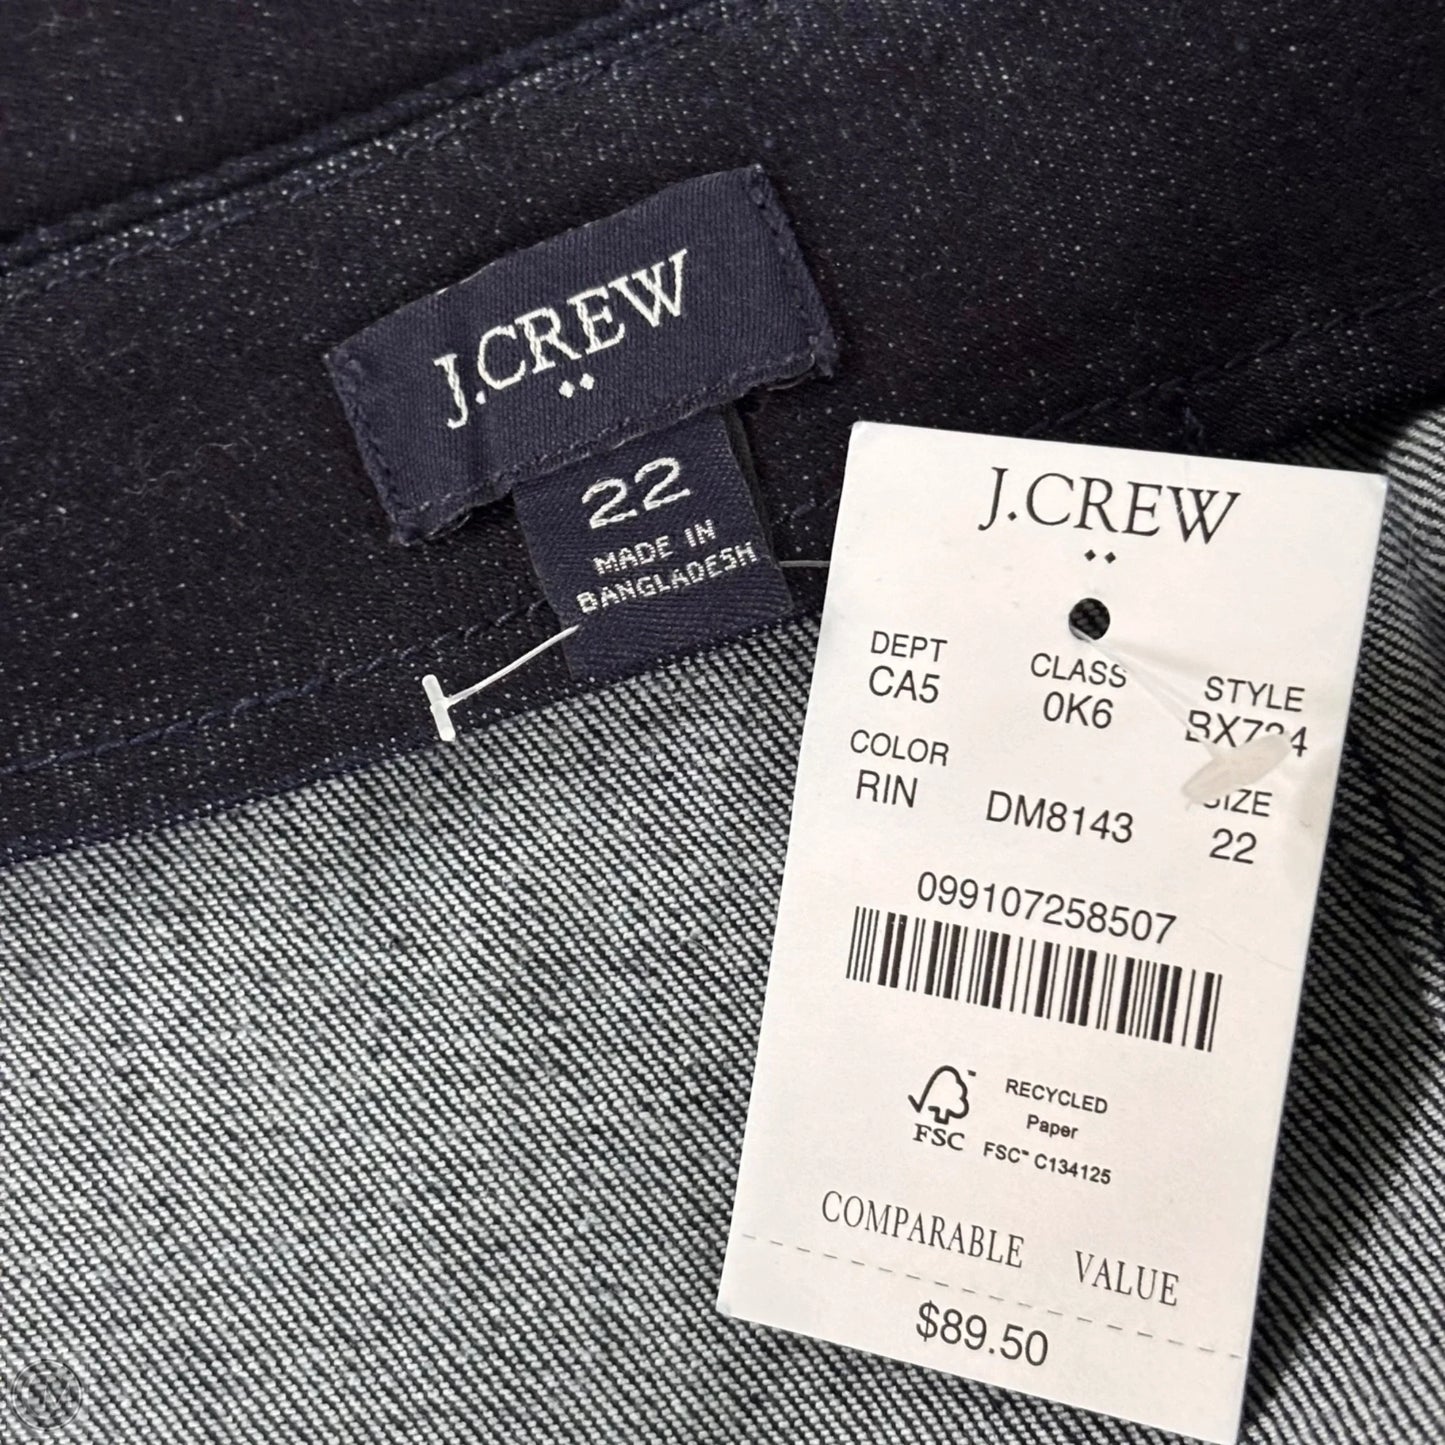 J.CREW
22
MADE IN
BANGLADESH
J.CREW
DEPT CLASS STYLE
CA5 0K6
COLOR SIZE
RIN DM8143 22
099107258507
RECYCLED
Paper
FSC
FSC™ C134125
COMPARABLE VALUE
$89.50